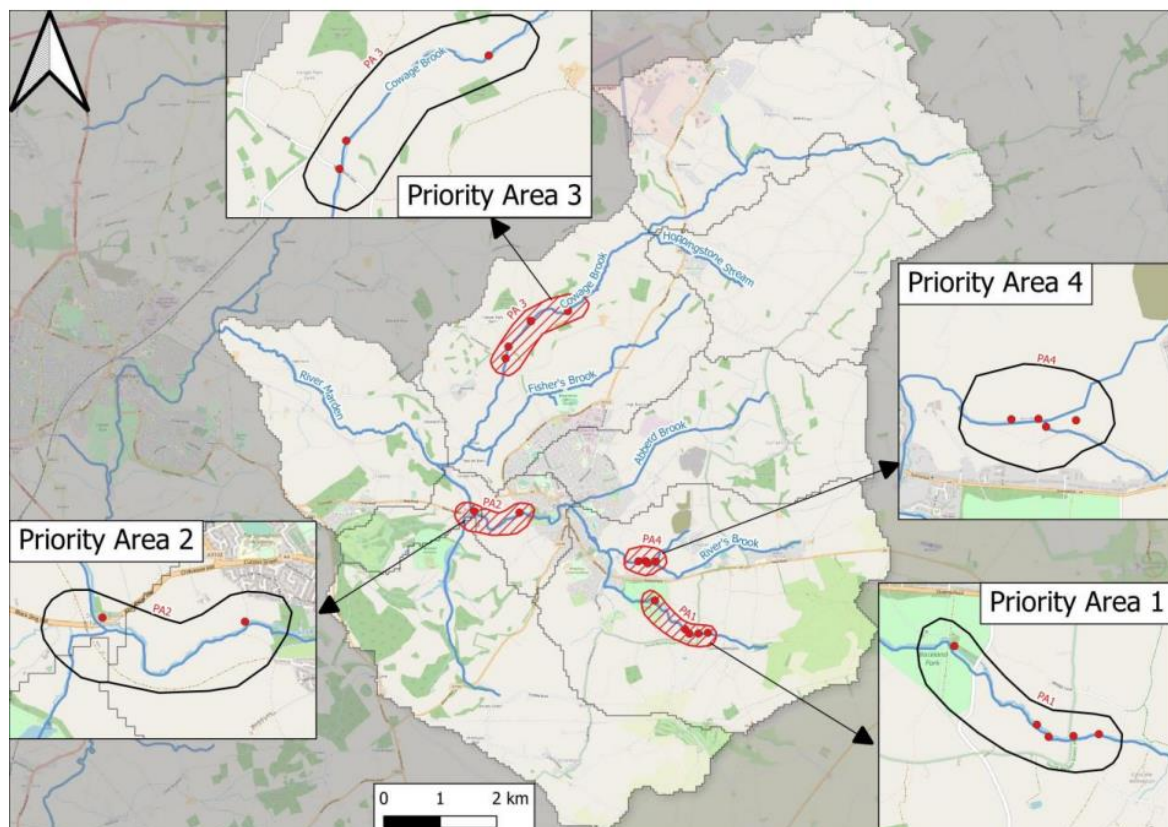 PA 3
Cowage Brook
Priority Area 3
Hoppingstone Stream
PA 3
Cowage Brook
Priority Area 4
PA4
River Marden
Fisher's Brook
Abberd Brook
PA2
Priority Area 2
PA2
PA4
River's Brook
PA1
Priority Area 1
PA1
0 1 2 km